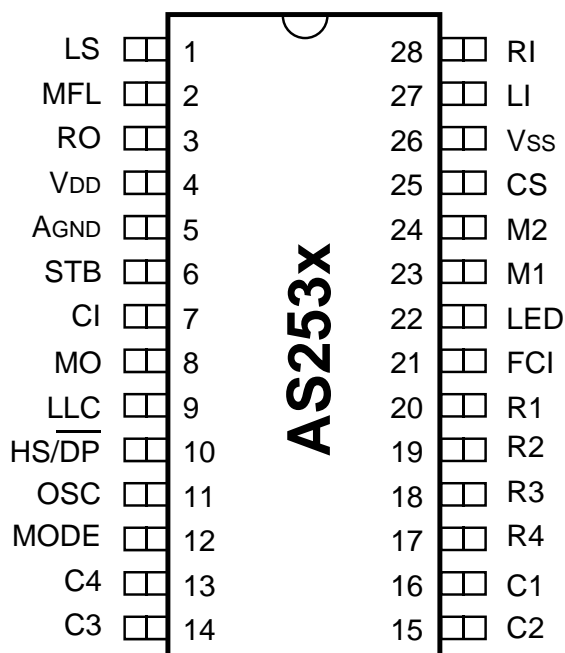 LS 1 28 RI
MFL 2 27 LI
RO 3 26 VSS
VDD 4 25 CS
AGND 5 24 M2
STB 6 23 M1
CI 7 22 LED
MO 8 21 FCI
LLC 9 20 R1
HS/D̅P̅ 10 19 R2
OSC 11 18 R3
MODE 12 17 R4
C4 13 16 C1
C3 14 15 C2
AS253x